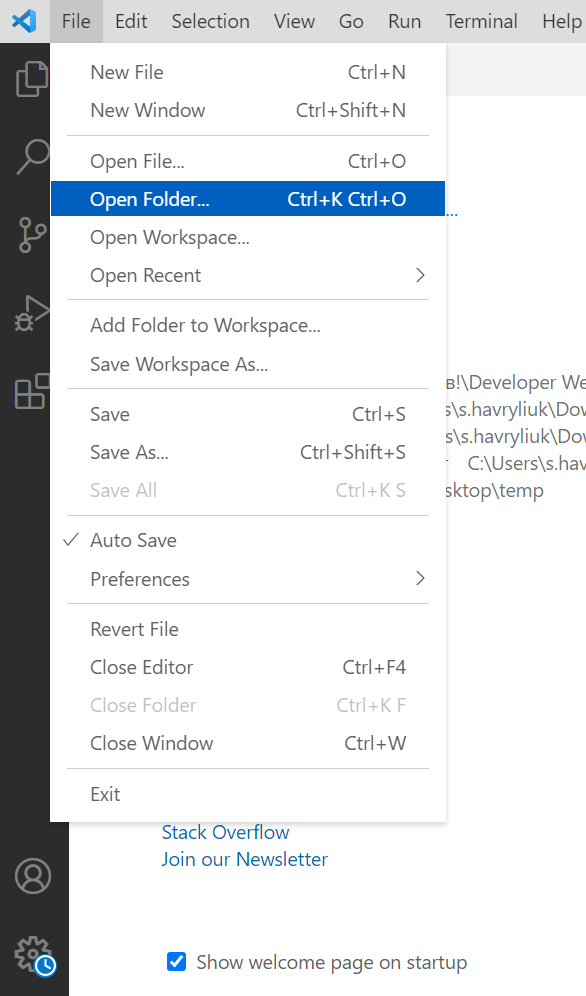 File Edit Selection View Go Run Terminal Help
New File Ctrl+N
New Window Ctrl+Shift+N
Open File... Ctrl+O
Open Folder... Ctrl+K Ctrl+O
...
Open Workspace...
Open Recent
Add Folder to Workspace...
Save Workspace As...
в!\Developer We
Save Ctrl+S
s\s.havryliuk\Dov
s\s.havryliuk\Dov
Save As... Ctrl+Shift+S
C:\Users\s.hav
Save All Ctrl+K S
sktop\temp
Auto Save
Preferences
Revert File
Close Editor Ctrl+F4
Close Folder Ctrl+K F
Close Window Ctrl+W
Exit
Stack Overflow
Join our Newsletter
Show welcome page on startup